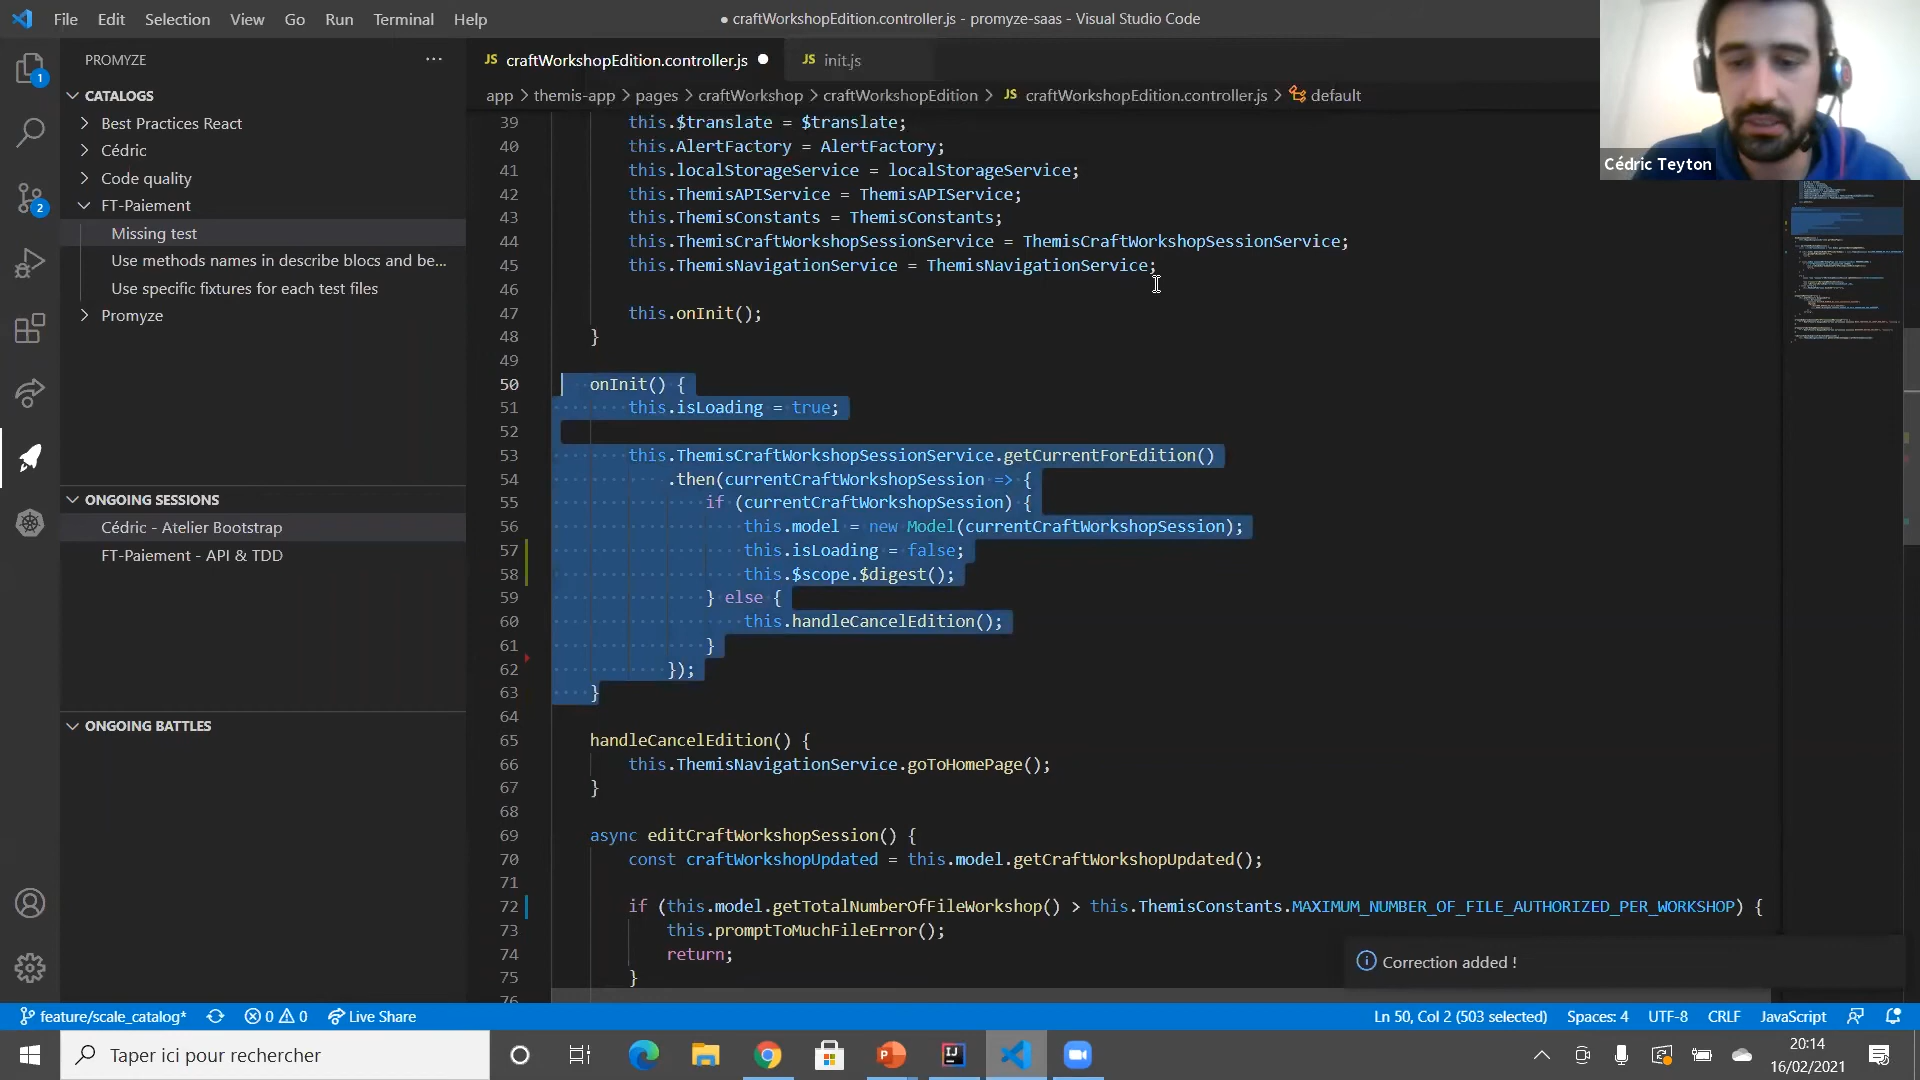 File Edit Selection View Go Run Terminal Help
● craftWorkshopEdition.controller.js - promyze-saas - Visual Studio Code
PROMYZE ...
CATALOGS
Best Practices React
Cédric
Code quality
FT-Paiement
Missing test
Use methods names in describe blocs and be...
Use specific fixtures for each test files
Promyze
ONGOING SESSIONS
Cédric - Atelier Bootstrap
FT-Paiement - API & TDD
ONGOING BATTLES
1
2
JS craftWorkshopEdition.controller.js ● JS init.js
app > themis-app > pages > craftWorkshop > craftWorkshopEdition > JS craftWorkshopEdition.controller.js > default
39 this.$translate = $translate;
40 this.AlertFactory = AlertFactory;
41 this.localStorageService = localStorageService;
42 this.ThemisAPIService = ThemisAPIService;
43 this.ThemisConstants = ThemisConstants;
44 this.ThemisCraftWorkshopSessionService = ThemisCraftWorkshopSessionService;
45 this.ThemisNavigationService = ThemisNavigationService;
46
47 this.onInit();
48 }
49
50 onInit() {
51 this.isLoading = true;
52
53 this.ThemisCraftWorkshopSessionService.getCurrentForEdition()
54 .then(currentCraftWorkshopSession => {
55 if (currentCraftWorkshopSession) {
56 this.model = new Model(currentCraftWorkshopSession);
57 this.isLoading = false;
58 this.$scope.$digest();
59 } else {
60 this.handleCancelEdition();
61 }
62 });
63 }
64
65 handleCancelEdition() {
66 this.ThemisNavigationService.goToHomePage();
67 }
68
69 async editCraftWorkshopSession() {
70 const craftWorkshopUpdated = this.model.getCraftWorkshopUpdated();
71
72 if (this.model.getTotalNumberOfFileWorkshop() > this.ThemisConstants.MAXIMUM_NUMBER_OF_FILE_AUTHORIZED_PER_WORKSHOP) {
73 this.promptToMuchFileError();
74 return;
75 }
76
Cédric Teyton
Correction added !
feature/scale_catalog* 0 0 Live Share
Ln 50, Col 2 (503 selected) Spaces: 4 UTF-8 CRLF JavaScript
Taper ici pour rechercher
20:14
16/02/2021